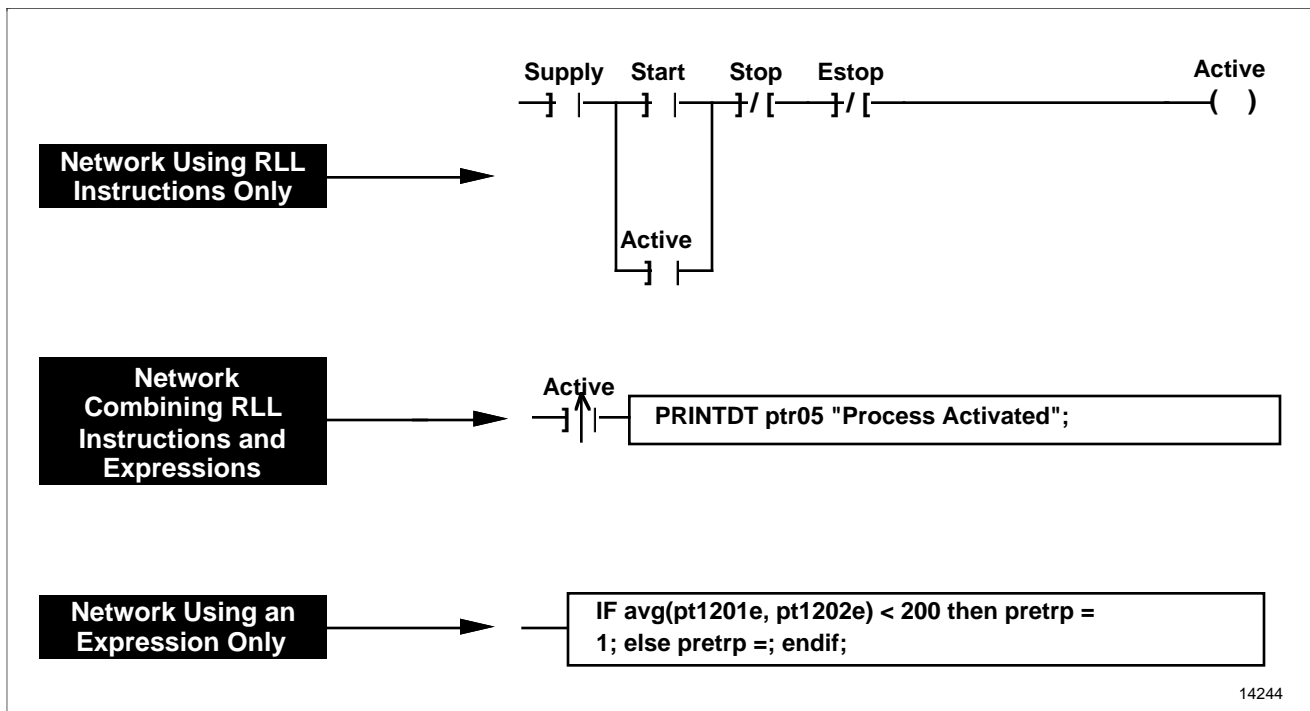 Supply Start Stop Estop Active
] | ] | ]/[ ]/[ ( )
Network Using RLL
Instructions Only
Active
] |
Network
Combining RLL
Instructions and
Expressions
Active
] | PRINTDT ptr05 "Process Activated";
Network Using an
Expression Only
IF avg(pt1201e, pt1202e) < 200 then pretrp =
1; else pretrp =; endif;
14244